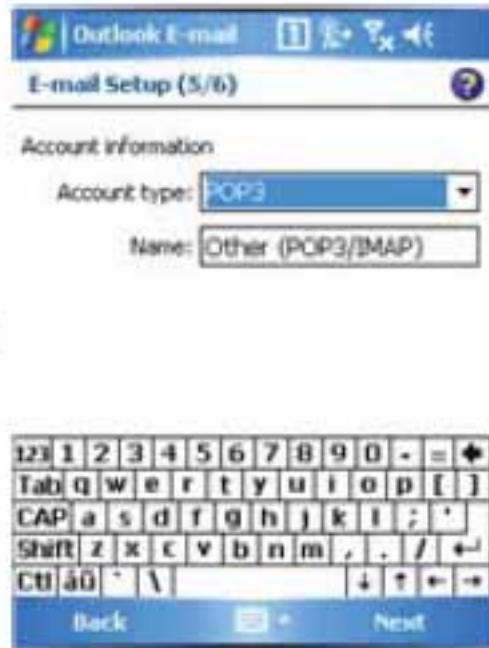 Outlook E-mail 1
E-mail Setup (5/6) ?
Account information
Account type: POP3
Name: Other (POP3/IMAP)
123 1 2 3 4 5 6 7 8 9 0 - =
Tab q w e r t y u i o p [ ]
CAP a s d f g h j k l ; '
Shift z x c v b n m , . /
Ctl áü ` \ ↓ ↑ ← →
Back Next